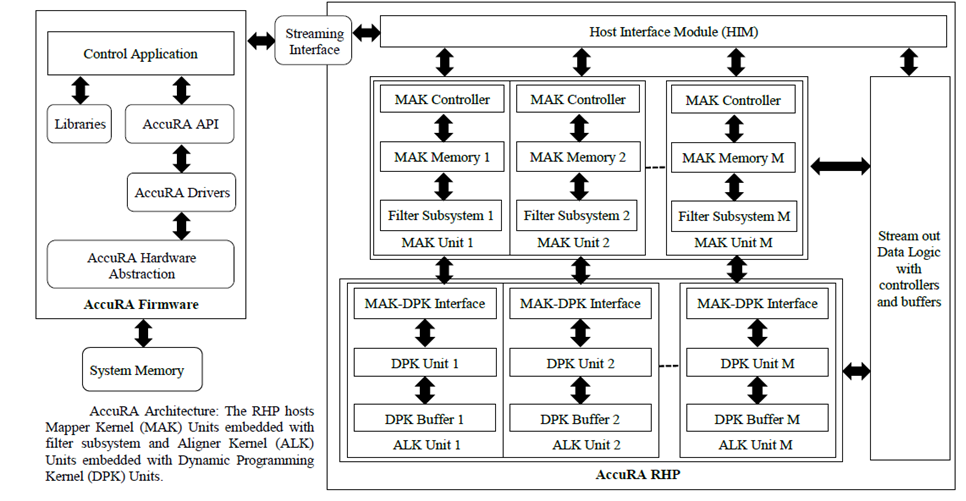 Control Application
Libraries
AccuRA API
AccuRA Drivers
AccuRA Hardware
Abstraction
AccuRA Firmware
System Memory
AccuRA Architecture: The RHP hosts
Mapper Kernel (MAK) Units embedded with
filter subsystem and Aligner Kernel (ALK)
Units embedded with Dynamic Programming
Kernel (DPK) Units.
Streaming
Interface
Host Interface Module (HIM)
MAK Controller
MAK Memory 1
Filter Subsystem 1
MAK Unit 1
MAK Controller
MAK Memory 2
Filter Subsystem 2
MAK Unit 2
MAK Controller
MAK Memory M
Filter Subsystem M
MAK Unit M
MAK-DPK Interface
DPK Unit 1
DPK Buffer 1
ALK Unit 1
MAK-DPK Interface
DPK Unit 2
DPK Buffer 2
ALK Unit 2
MAK-DPK Interface
DPK Unit M
DPK Buffer M
ALK Unit M
Stream out
Data Logic
with
controllers
and buffers
AccuRA RHP